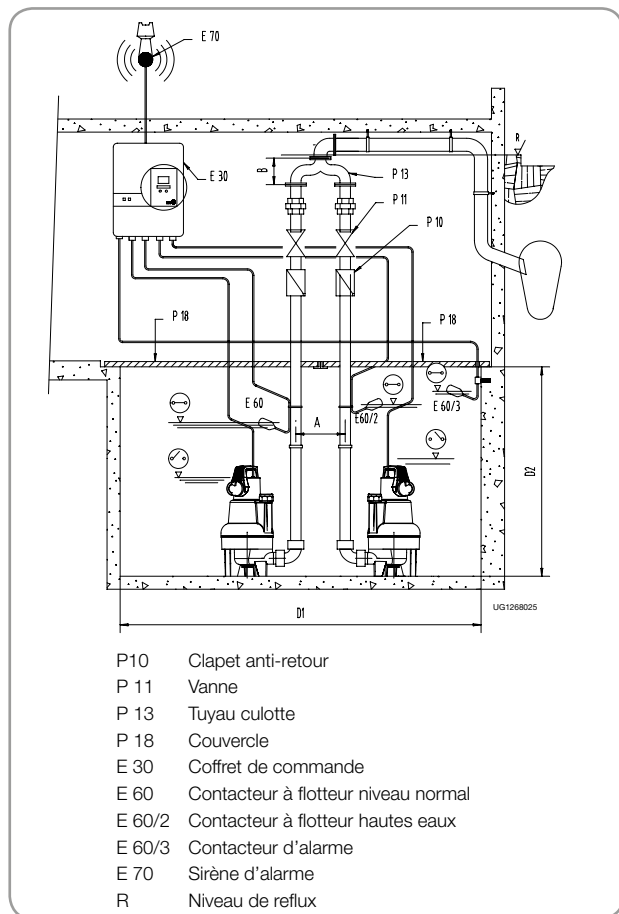 E 70
R
E 30
B
P 13
P 11
P 10
P 18
P 18
E 60
A
E60/2
E 60/3
D2
UG1268025
D1
P10 Clapet anti-retour
P 11 Vanne
P 13 Tuyau culotte
P 18 Couvercle
E 30 Coffret de commande
E 60 Contacteur à flotteur niveau normal
E 60/2 Contacteur à flotteur hautes eaux
E 60/3 Contacteur d'alarme
E 70 Sirène d'alarme
R Niveau de reflux